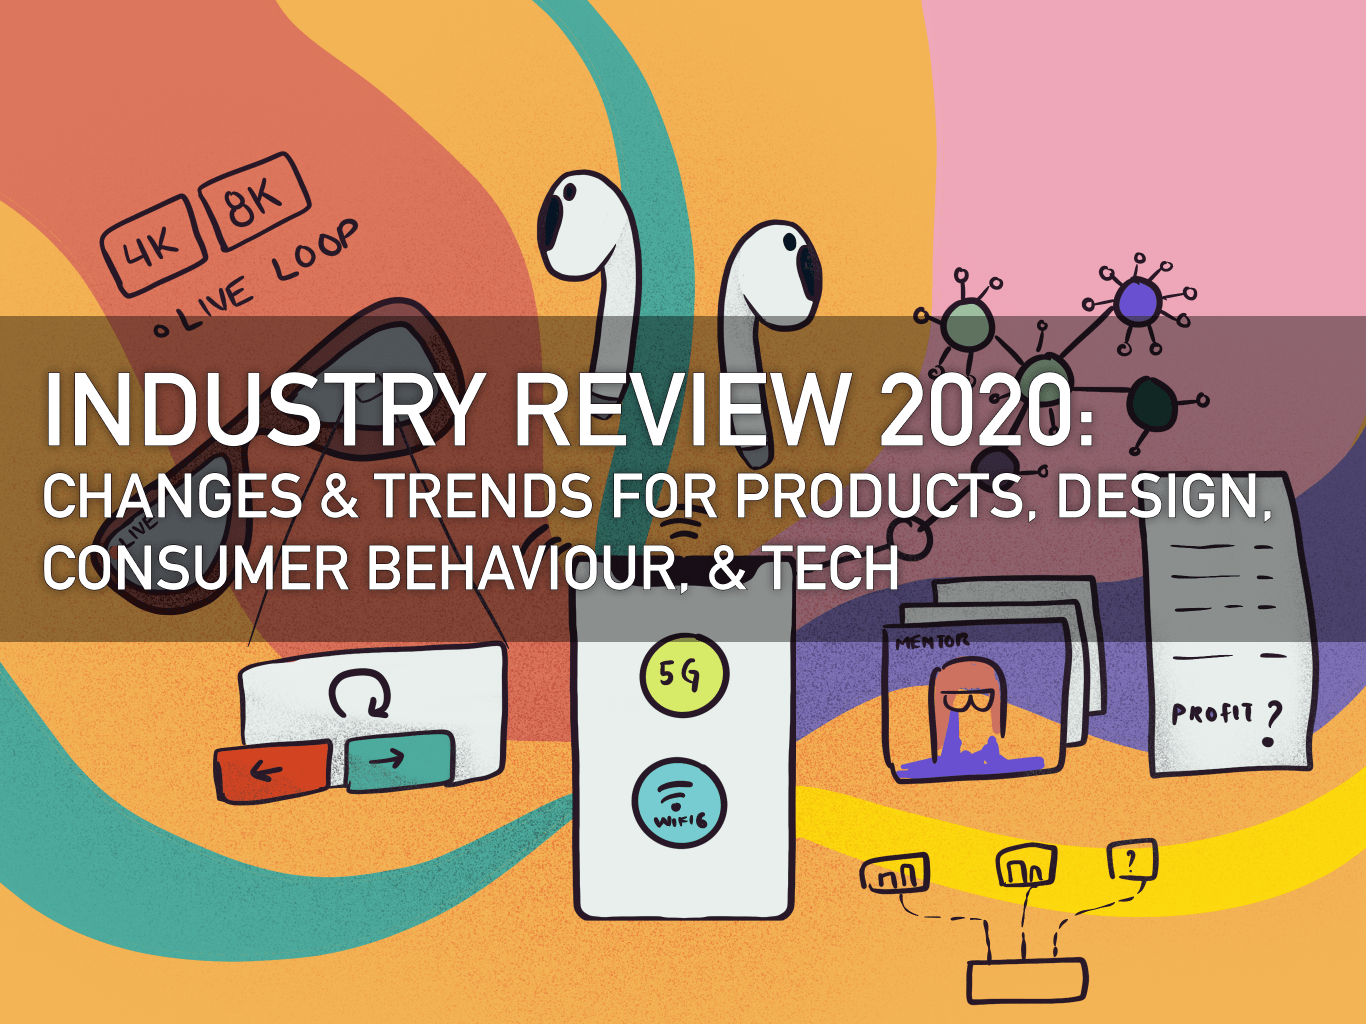 4K 8K
LIVE LOOP
INDUSTRY REVIEW 2020:
CHANGES & TRENDS FOR PRODUCTS, DESIGN,
CONSUMER BEHAVIOUR, & TECH
LIVE
MENTOR
5G
PROFIT?
WIFI6
?